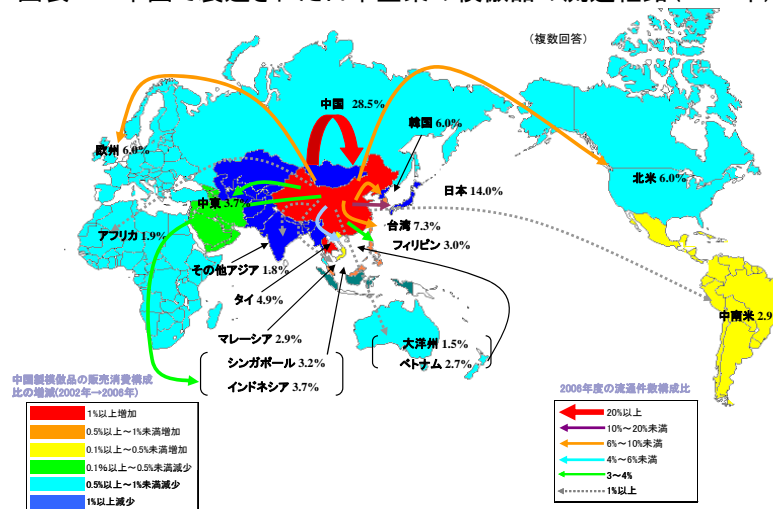 (複数回答)
中国 28.5%
韓国 6.0%
欧州 6.0%
北米 6.0%
日本 14.0%
中東 3.7%
台湾 7.3%
アフリカ 1.9%
フィリピン 3.0%
その他アジア 1.8%
タイ 4.9%
中南米 2.9
マレーシア 2.9%
大洋州 1.5%
シンガポール 3.2%
ベトナム 2.7%
インドネシア 3.7%
中国製模倣品の販売消費構成
比の増減(2002年→2006年)
1%以上増加
0.5%以上～1%未満増加
0.1%以上～0.5%未満増加
0.1%以上～0.5%未満減少
0.5%以上～1%未満減少
1%以上減少
2006年度の流通件数構成比
20%以上
10%～20%未満
6%～10%未満
4%～6%未満
3～4%
1%以上